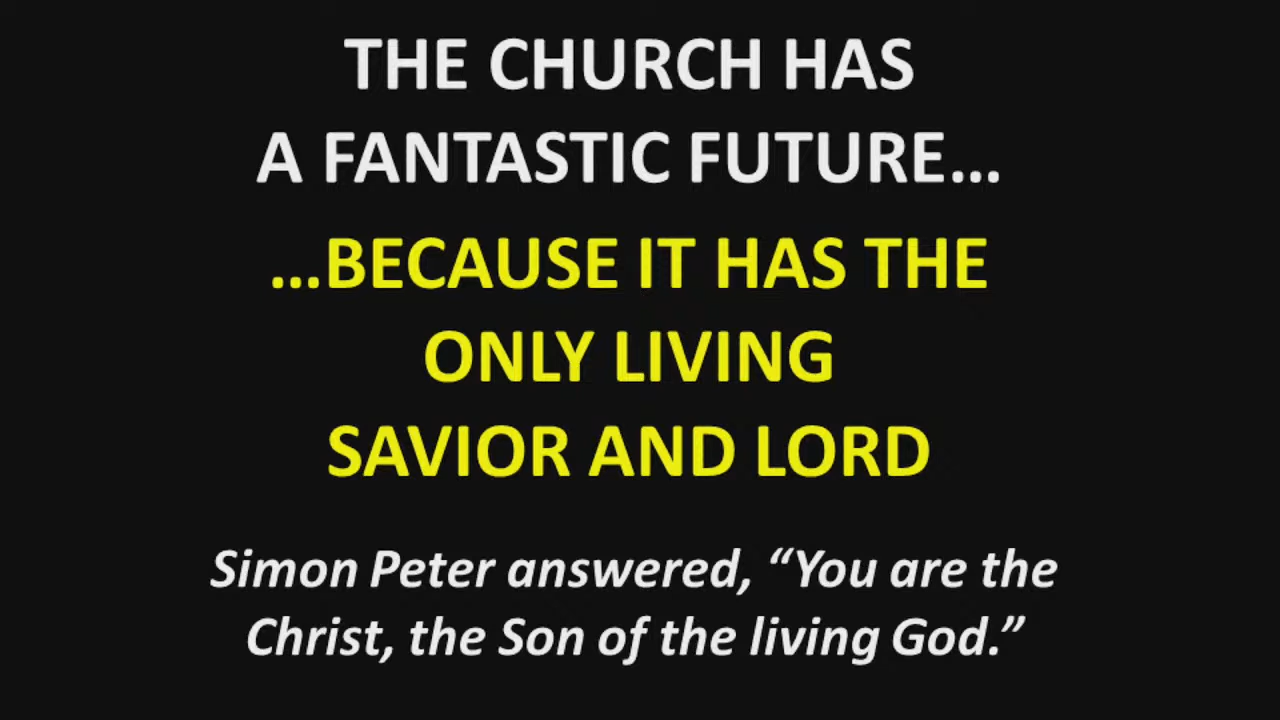 THE CHURCH HAS
A FANTASTIC FUTURE...
...BECAUSE IT HAS THE
ONLY LIVING
SAVIOR AND LORD
Simon Peter answered, “You are the
Christ, the Son of the living God.”